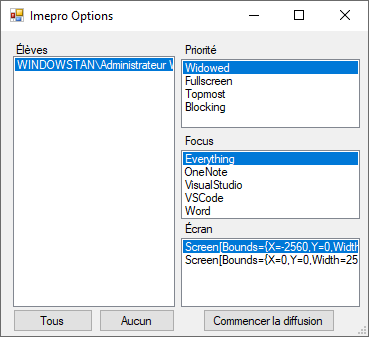 Imepro Options
Élèves
WINDOWSTAN\Administrateur W
Priorité
Widowed
Fullscreen
Topmost
Blocking
Focus
Everything
OneNote
VisualStudio
VSCode
Word
Écran
Screen[Bounds={X=-2560,Y=0,Width
Screen[Bounds={X=0,Y=0,Width=25
Tous
Aucun
Commencer la diffusion